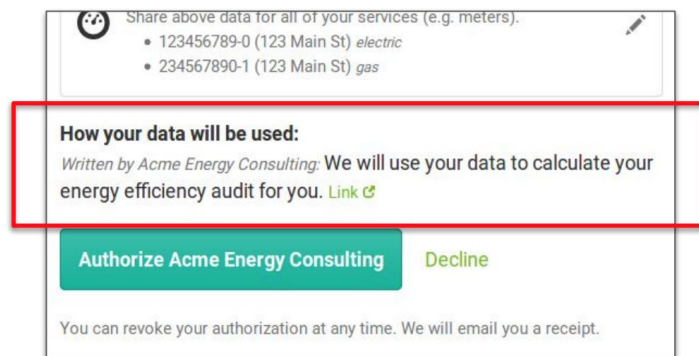 Share above data for all of your services (e.g. meters).
• 123456789-0 (123 Main St) electric
• 234567890-1 (123 Main St) gas
How your data will be used:
Written by Acme Energy Consulting: We will use your data to calculate your
energy efficiency audit for you. Link
Authorize Acme Energy Consulting Decline
You can revoke your authorization at any time. We will email you a receipt.